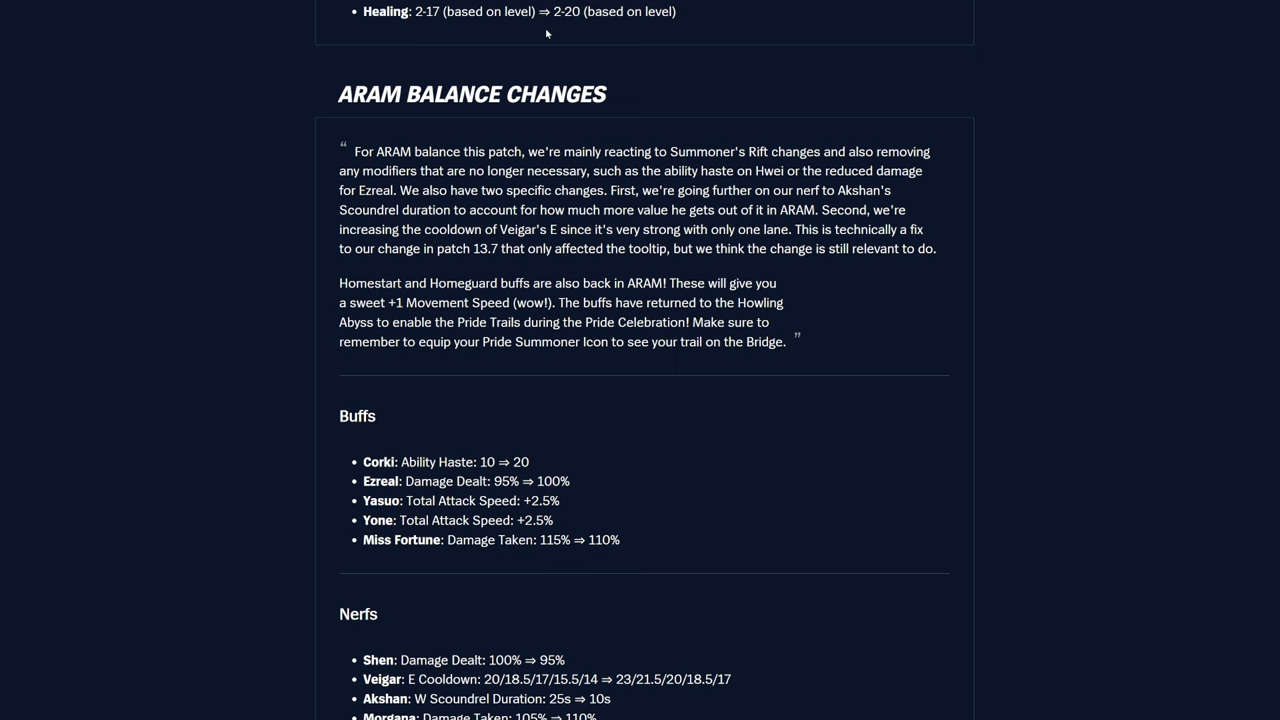 • Healing: 2-17 (based on level) ⇒ 2-20 (based on level)
ARAM BALANCE CHANGES
“ For ARAM balance this patch, we're mainly reacting to Summoner's Rift changes and also removing
any modifiers that are no longer necessary, such as the ability haste on Hwei or the reduced damage
for Ezreal. We also have two specific changes. First, we're going further on our nerf to Akshan's
Scoundrel duration to account for how much more value he gets out of it in ARAM. Second, we're
increasing the cooldown of Veigar's E since it's very strong with only one lane. This is technically a fix
to our change in patch 13.7 that only affected the tooltip, but we think the change is still relevant to do.
Homestart and Homeguard buffs are also back in ARAM! These will give you
a sweet +1 Movement Speed (wow!). The buffs have returned to the Howling
Abyss to enable the Pride Trails during the Pride Celebration! Make sure to
remember to equip your Pride Summoner Icon to see your trail on the Bridge. ”
Buffs
• Corki: Ability Haste: 10 ⇒ 20
• Ezreal: Damage Dealt: 95% ⇒ 100%
• Yasuo: Total Attack Speed: +2.5%
• Yone: Total Attack Speed: +2.5%
• Miss Fortune: Damage Taken: 115% ⇒ 110%
Nerfs
• Shen: Damage Dealt: 100% ⇒ 95%
• Veigar: E Cooldown: 20/18.5/17/15.5/14 ⇒ 23/21.5/20/18.5/17
• Akshan: W Scoundrel Duration: 25s ⇒ 10s
• Morgana: Damage Taken: 105% ⇒ 110%